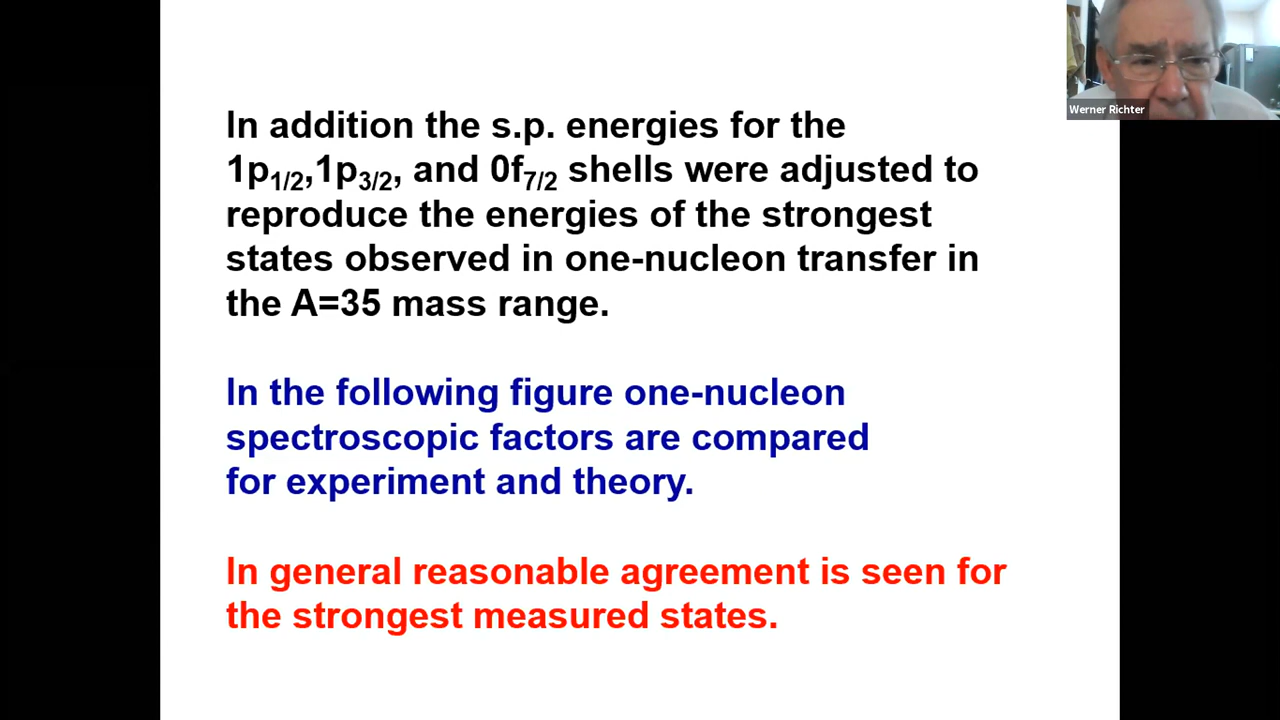 Werner Richter
In addition the s.p. energies for the
1p1/2,1p3/2, and 0f7/2 shells were adjusted to
reproduce the energies of the strongest
states observed in one-nucleon transfer in
the A=35 mass range.
In the following figure one-nucleon
spectroscopic factors are compared
for experiment and theory.
In general reasonable agreement is seen for
the strongest measured states.